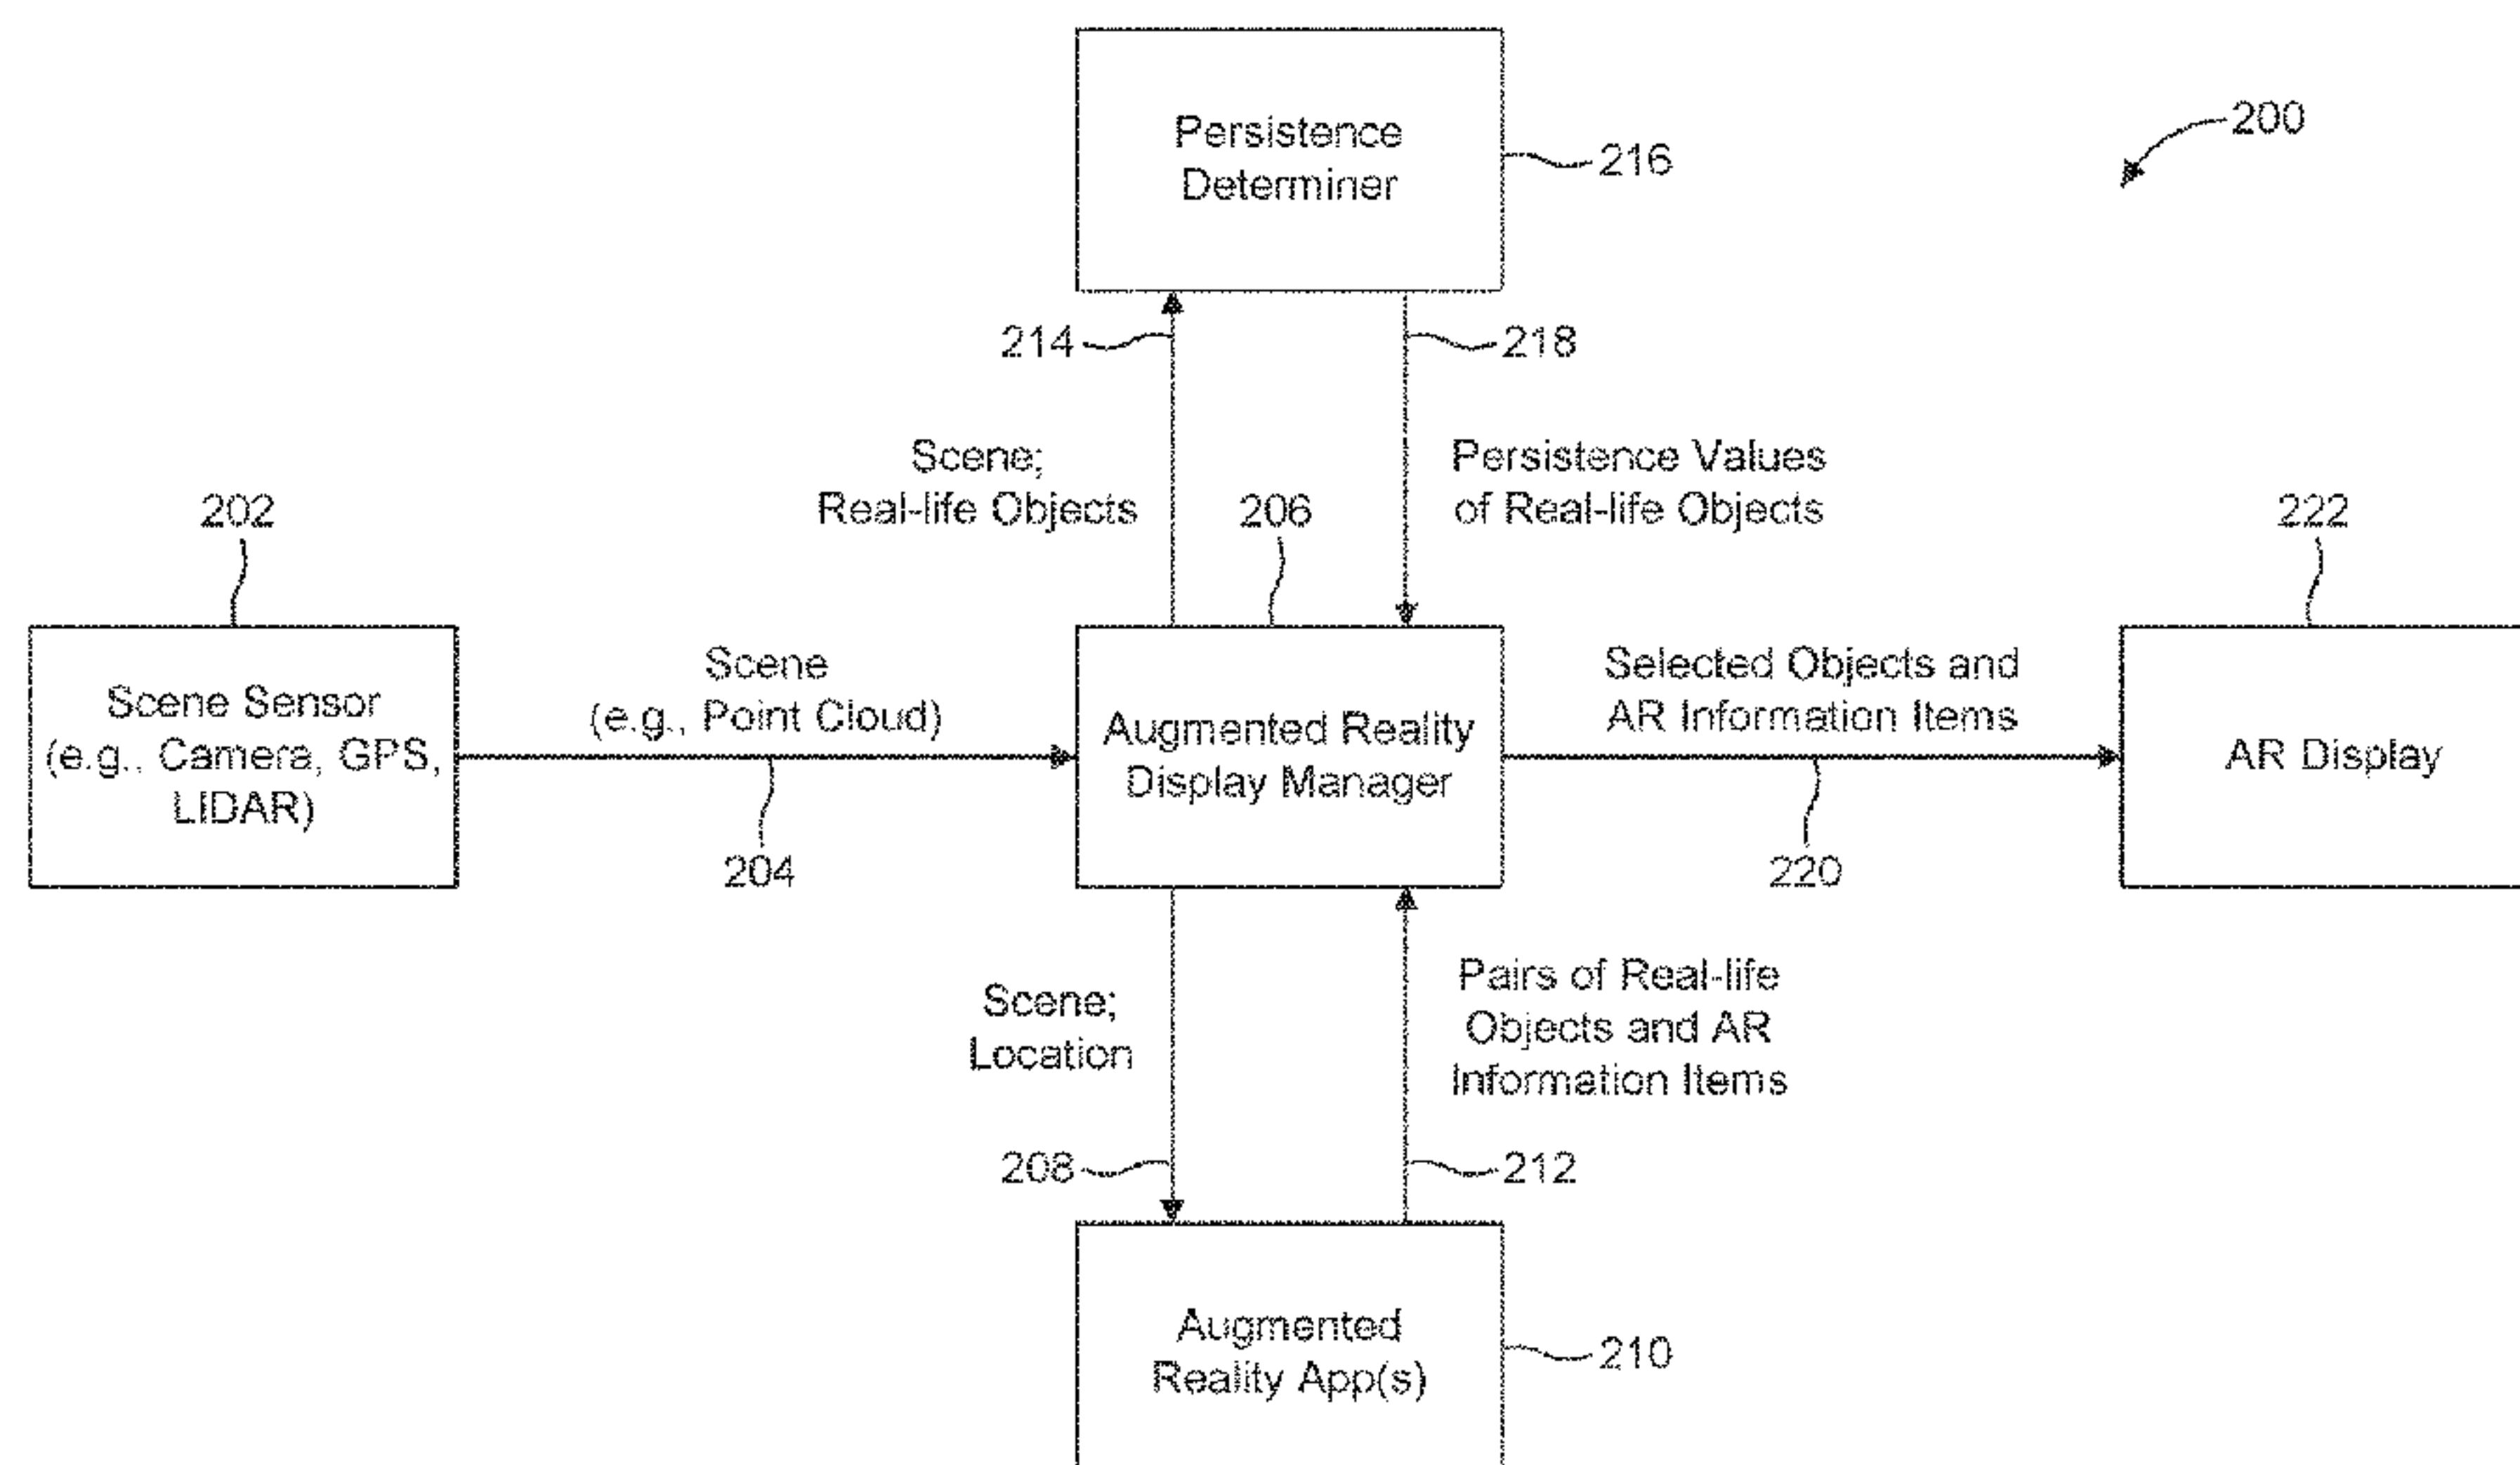 Persistence
Determiner
216
200
214
218
Scene;
Real-life Objects
Persistence Values
of Real-life Objects
202
206
222
Scene Sensor
(e.g., Camera, GPS,
LIDAR)
Scene
(e.g., Point Cloud)
204
Augmented Reality
Display Manager
Selected Objects and
AR Information Items
220
AR Display
Scene;
Location
Pairs of Real-life
Objects and AR
Information Items
208
212
Augmented
Reality App(s)
210